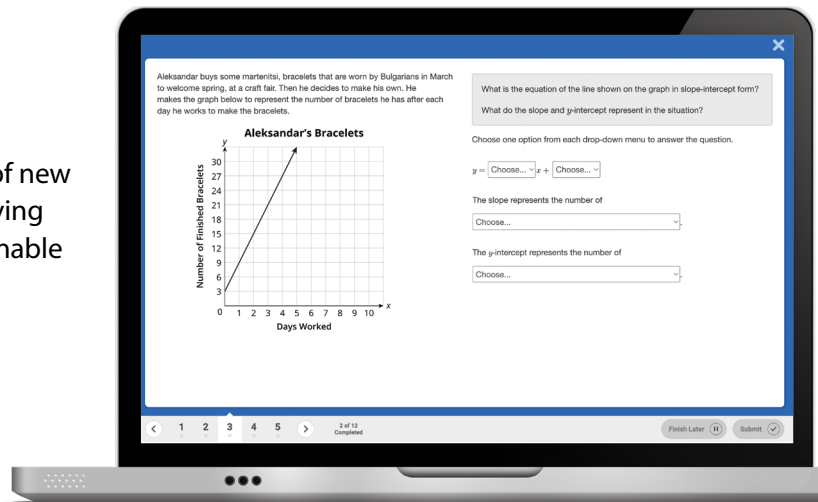 of new
Aleksandar buys some martenitsi, bracelets that are worn by Bulgarians in March
to welcome spring, at a craft fair. Then he decides to make his own. He
makes the graph below to represent the number of bracelets he has after each
day he works to make the bracelets.
Aleksandar's Bracelets
y
Number of Finished Bracelets
30
27
24
21
18
15
12
9
6
3
0 1 2 3 4 5 6 7 8 9 10
x
Days Worked
What is the equation of the line shown on the graph in slope-intercept form?
What do the slope and y-intercept represent in the situation?
Choose one option from each drop-down menu to answer the question.
y = Choose... x + Choose...
The slope represents the number of
Choose... .
The y-intercept represents the number of
Choose... .
1 2 3 4 5
2 of 12
Completed
Finish Later
Submit